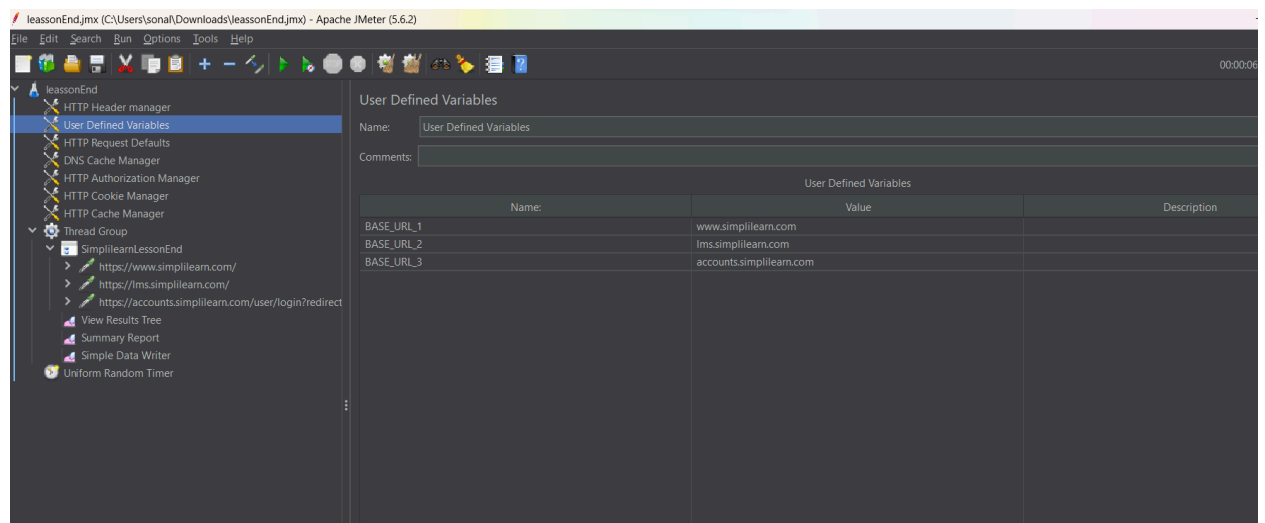 leassonEnd.jmx (C:\Users\sonal\Downloads\leassonEnd.jmx) - Apache JMeter (5.6.2)
File Edit Search Run Options Tools Help
00:00:06
leassonEnd
HTTP Header manager
User Defined Variables
HTTP Request Defaults
DNS Cache Manager
HTTP Authorization Manager
HTTP Cookie Manager
HTTP Cache Manager
Thread Group
SimplilearnLessonEnd
https://www.simplilearn.com/
https://lms.simplilearn.com/
https://accounts.simplilearn.com/user/login?redirect
View Results Tree
Summary Report
Simple Data Writer
Uniform Random Timer
User Defined Variables
Name: User Defined Variables
Comments:
User Defined Variables
Name: Value Description
BASE_URL_1 www.simplilearn.com
BASE_URL_2 lms.simplilearn.com
BASE_URL_3 accounts.simplilearn.com